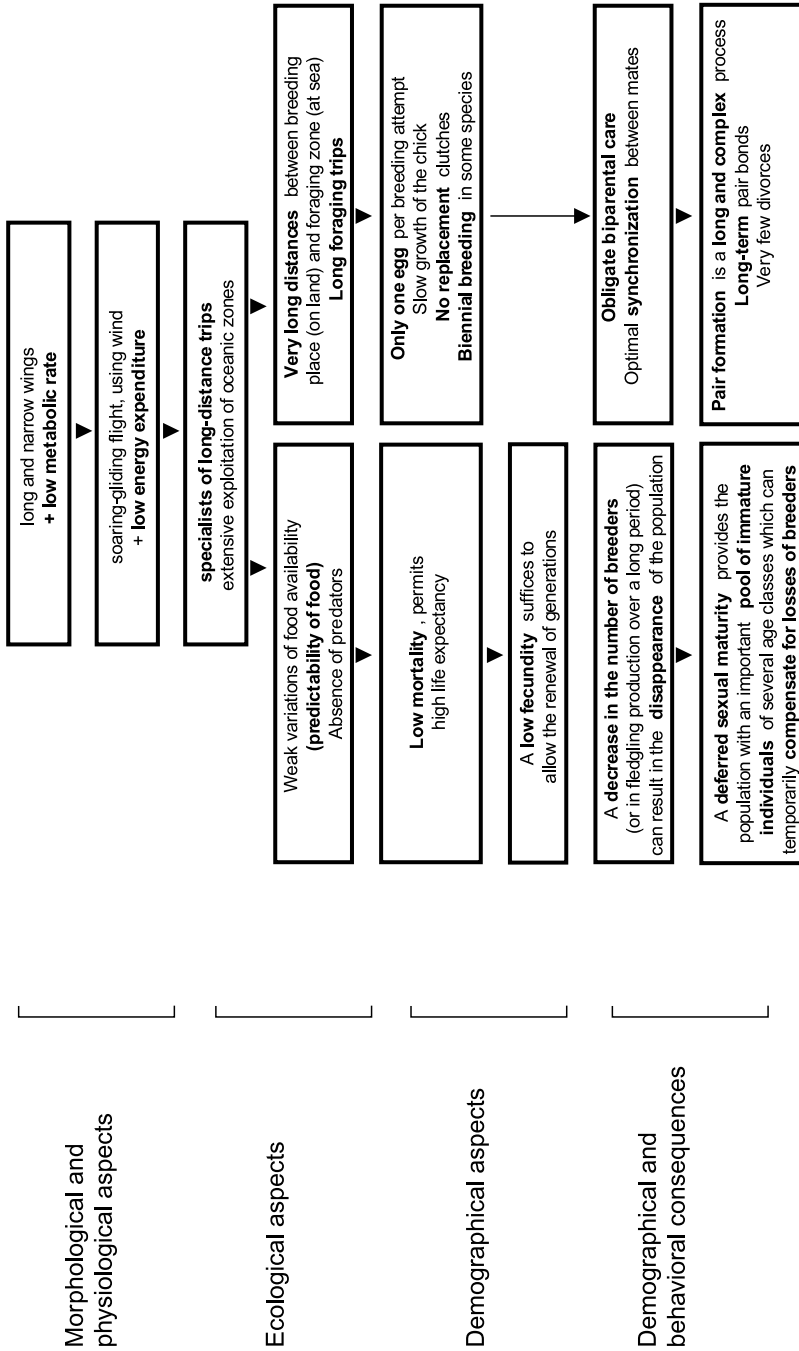 Morphological and
physiological aspects
long and narrow wings
+ low metabolic rate
soaring-gliding flight, using wind
+ low energy expenditure
Ecological aspects
specialists of long-distance trips
extensive exploitation of oceanic zones
Weak variations of food availability
(predictability of food)
Absence of predators
Very long distances between breeding
place (on land) and foraging zone (at sea)
Long foraging trips
Demographical aspects
Low mortality , permits
high life expectancy
Only one egg per breeding attempt
Slow growth of the chick
No replacement clutches
Biennial breeding in some species
A low fecundity suffices to
allow the renewal of generations
Demographical and
behavioral consequences
A decrease in the number of breeders
(or in fledgling production over a long period)
can result in the disappearance of the population
Obligate biparental care
Optimal synchronization between mates
A deferred sexual maturity provides the
population with an important pool of immature
individuals of several age classes which can
temporarily compensate for losses of breeders
Pair formation is a long and complex process
Long-term pair bonds
Very few divorces